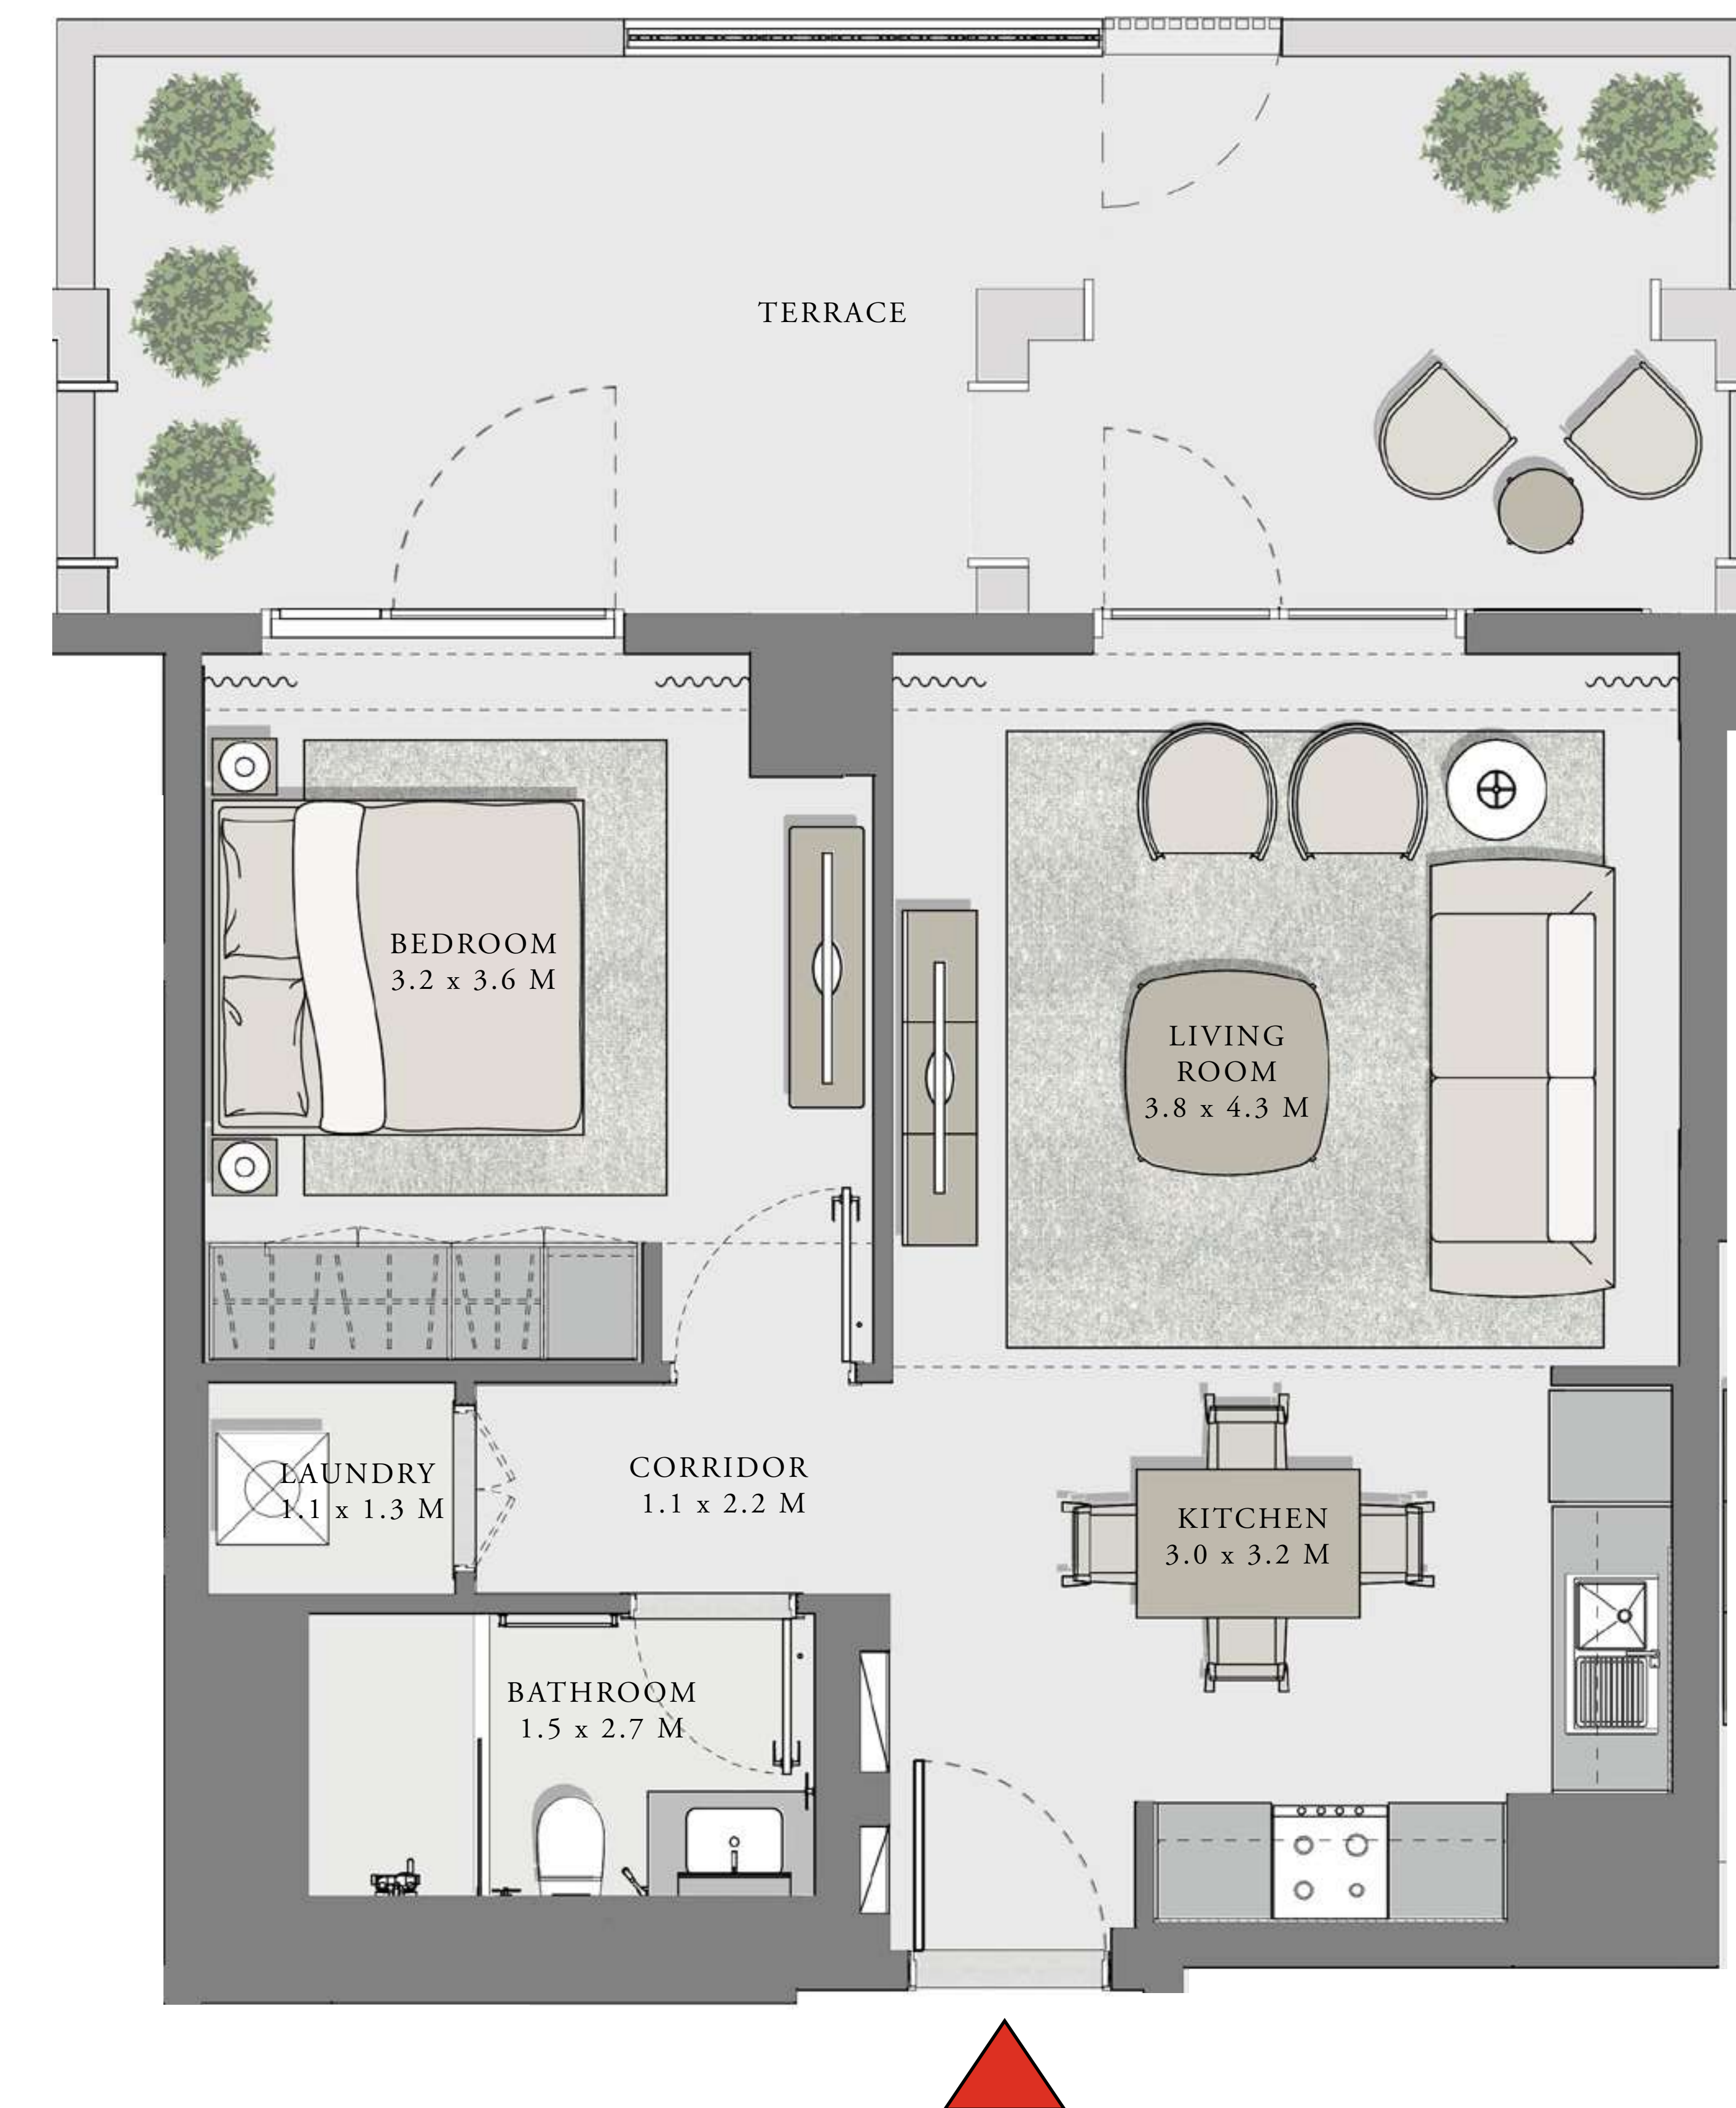 TERRACE
BEDROOM
3.2 x 3.6 M
LIVING
ROOM
3.8 x 4.3 M
LAUNDRY
1.1 x 1.3 M
CORRIDOR
1.1 x 2.2 M
KITCHEN
3.0 x 3.2 M
BATHROOM
1.5 x 2.7 M